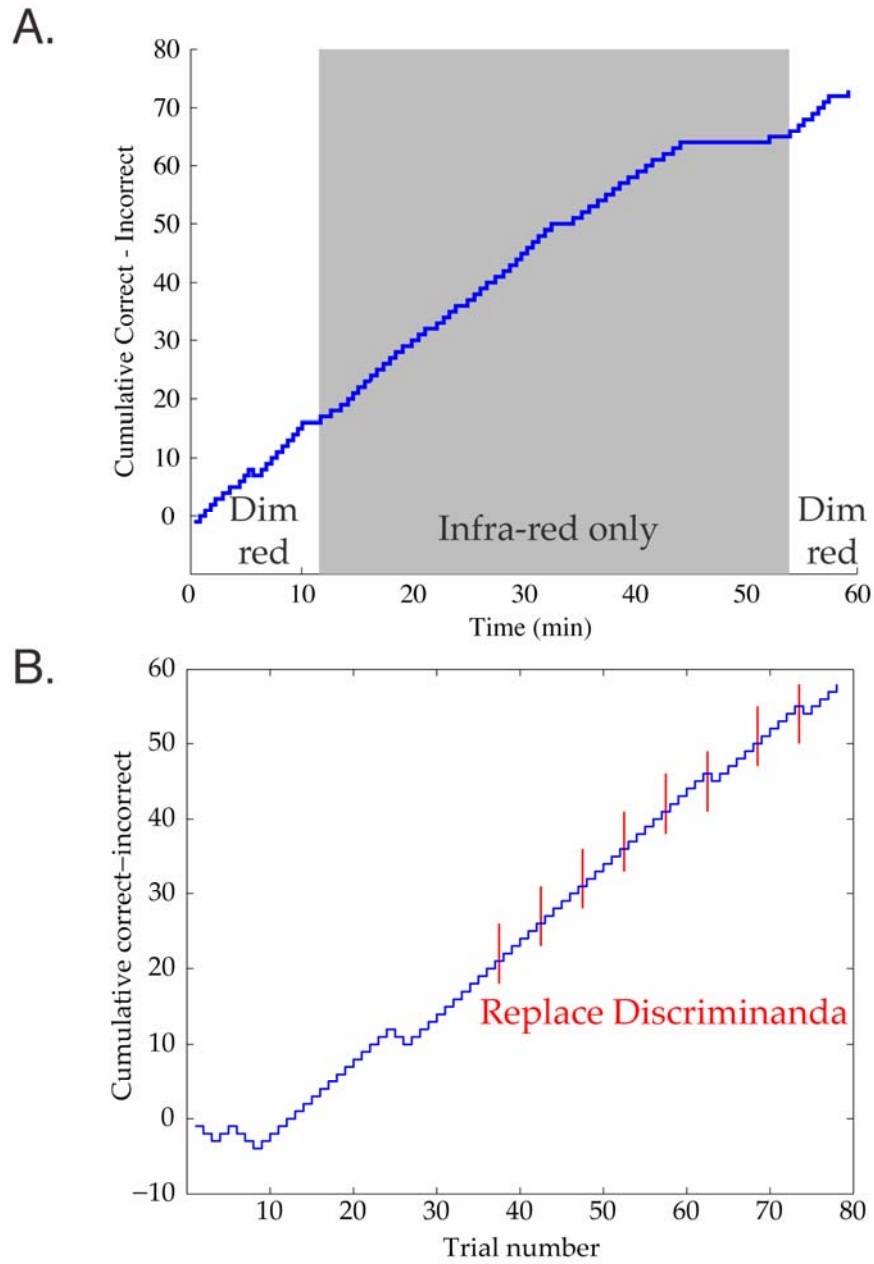 A.
80
70
60
50
40
30
20
10
0
Cumulative Correct - Incorrect
Dim
red
Infra-red only
Dim
red
0 10 20 30 40 50 60
Time (min)
B.
60
50
40
30
20
10
0
−10
Cumulative correct−incorrect
Replace Discriminanda
10 20 30 40 50 60 70 80
Trial number